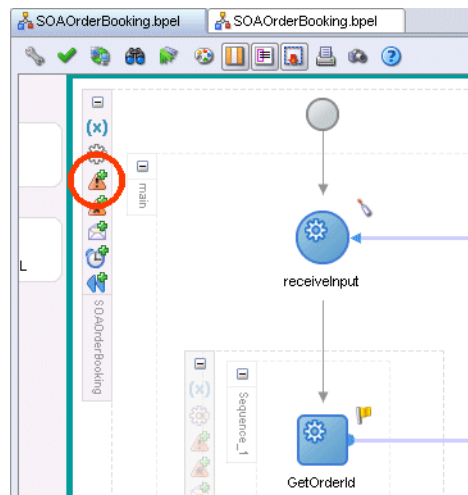 SOAOrderBooking.bpel
SOAOrderBooking.bpel
(x)
main
L
receiveInput
SOAOrderBooking
(x)
Sequence_1
GetOrderId